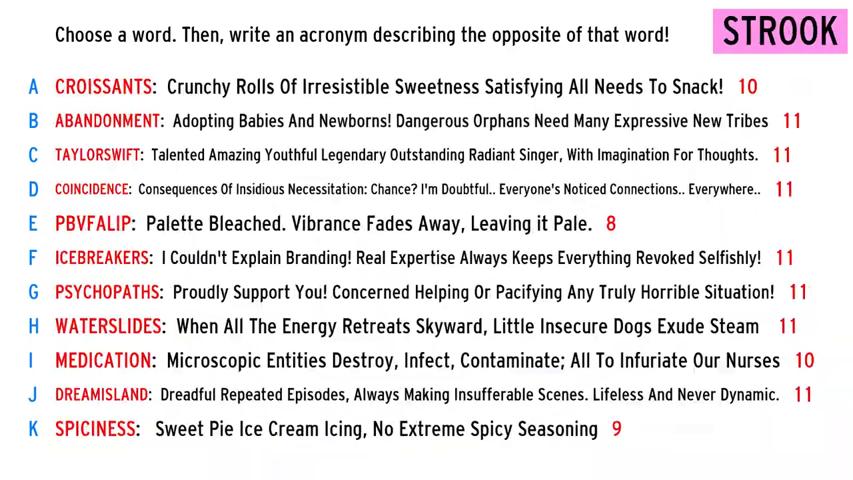 Choose a word. Then, write an acronym describing the opposite of that word!
STROOK
A CROISSANTS: Crunchy Rolls Of Irresistible Sweetness Satisfying All Needs To Snack! 10
B ABANDONMENT: Adopting Babies And Newborns! Dangerous Orphans Need Many Expressive New Tribes 11
C TAYLORSWIFT: Talented Amazing Youthful Legendary Outstanding Radiant Singer, With Imagination For Thoughts. 11
D COINCIDENCE: Consequences Of Insidious Necessitation: Chance? I'm Doubtful.. Everyone's Noticed Connections.. Everywhere.. 11
E PBVFALIP: Palette Bleached. Vibrance Fades Away, Leaving it Pale. 8
F ICEBREAKERS: I Couldn't Explain Branding! Real Expertise Always Keeps Everything Revoked Selfishly! 11
G PSYCHOPATHS: Proudly Support You! Concerned Helping Or Pacifying Any Truly Horrible Situation! 11
H WATERSLIDES: When All The Energy Retreats Skyward, Little Insecure Dogs Exude Steam 11
I MEDICATION: Microscopic Entities Destroy, Infect, Contaminate; All To Infuriate Our Nurses 10
J DREAMISLAND: Dreadful Repeated Episodes, Always Making Insufferable Scenes. Lifeless And Never Dynamic. 11
K SPICINESS: Sweet Pie Ice Cream Icing, No Extreme Spicy Seasoning 9